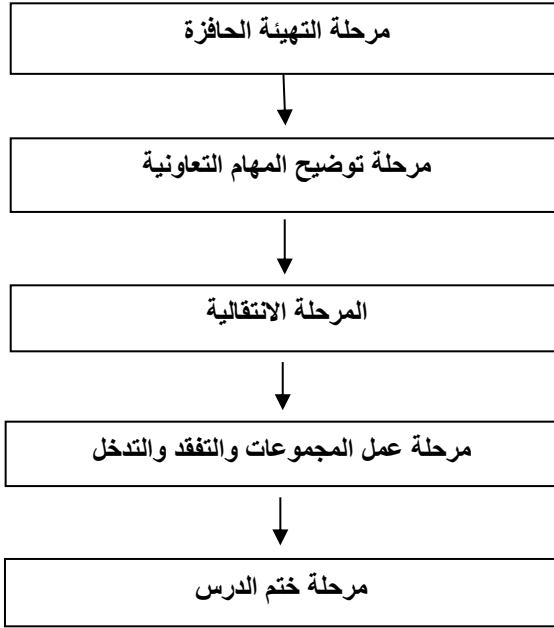 مرحلة التهيئة الحافزة
مرحلة توضيح المهام التعاونية
المرحلة الانتقالية
مرحلة عمل المجموعات والتفقد والتدخل
مرحلة ختم الدرس